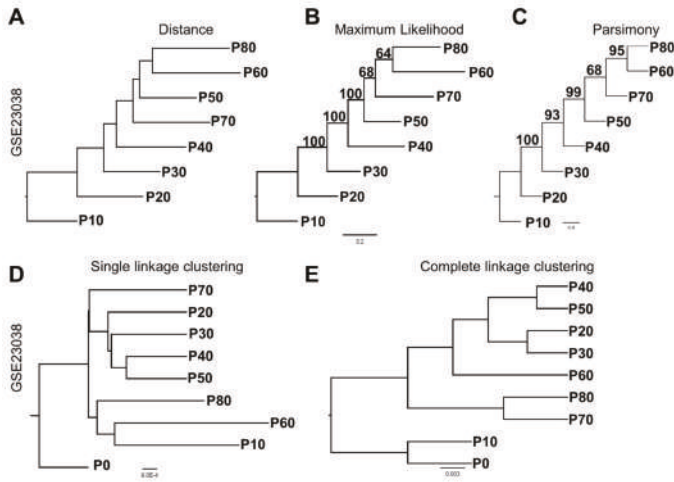 A
Distance
GSE23038
P80
P60
P50
P70
P40
P30
P20
P10
B
Maximum Likelihood
64
P80
P60
68
P70
100
P50
100
P40
100
P30
P20
P10
0.2
C
Parsimony
95
P80
P60
68
P70
99
P50
93
P40
100
P30
P20
P10
D
Single linkage clustering
GSE23038
P70
P20
P30
P40
P50
P80
P60
P10
P0
E
Complete linkage clustering
P40
P50
P20
P30
P60
P80
P70
P10
P0
0.003